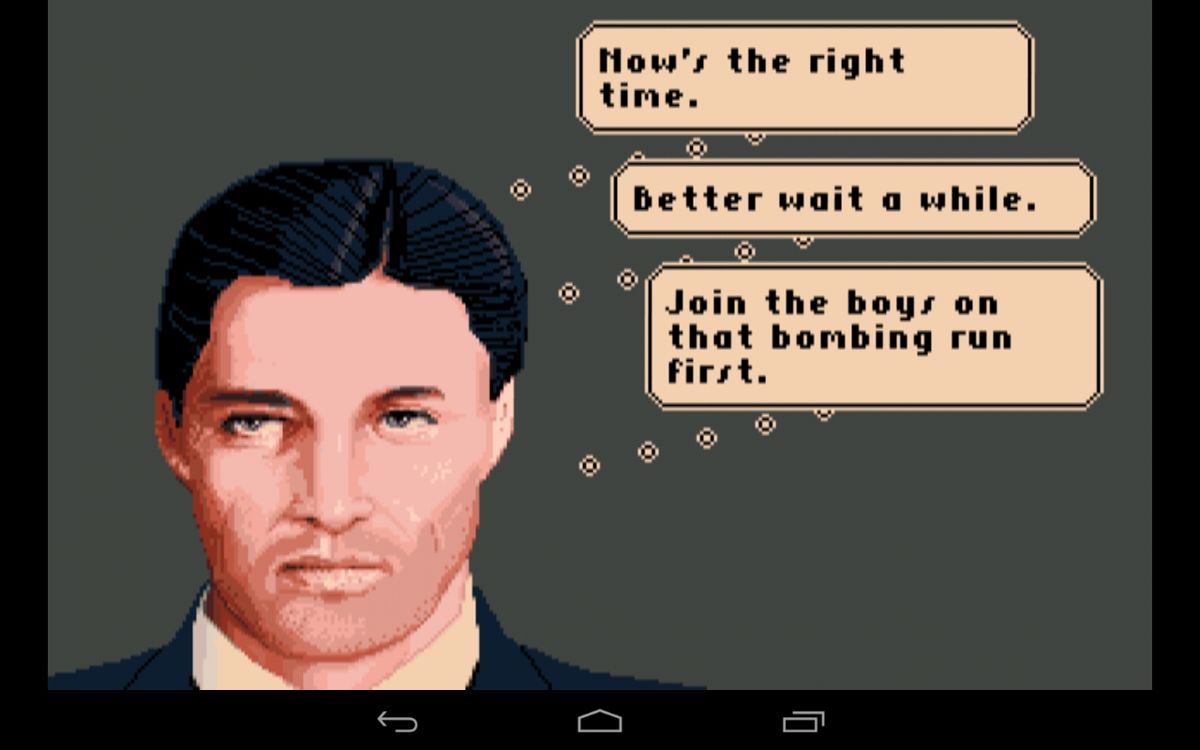 Now's the right
time.
Better wait a while.
Join the boys on
that bombing run
first.